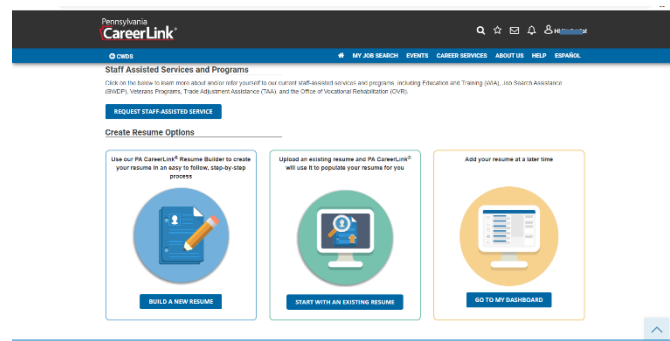 Pennsylvania
CareerLink®
CWDS
MY JOB SEARCH EVENTS CAREER SERVICES ABOUT US HELP ESPAÑOL
Staff Assisted Services and Programs
Click on the below to learn more about and/or refer yourself to our current staff-assisted services and programs, including Education and Training (WIA), Job Search Assistance
(BWDP), Veterans Programs, Trade Adjustment Assistance (TAA), and the Office of Vocational Rehabilitation (OVR).
REQUEST STAFF-ASSISTED SERVICE
Create Resume Options
Use our PA CareerLink® Resume Builder to create
your resume in an easy to follow, step-by-step
process
BUILD A NEW RESUME
Upload an existing resume and PA CareerLink®
will use it to populate your resume for you
START WITH AN EXISTING RESUME
Add your resume at a later time
GO TO MY DASHBOARD